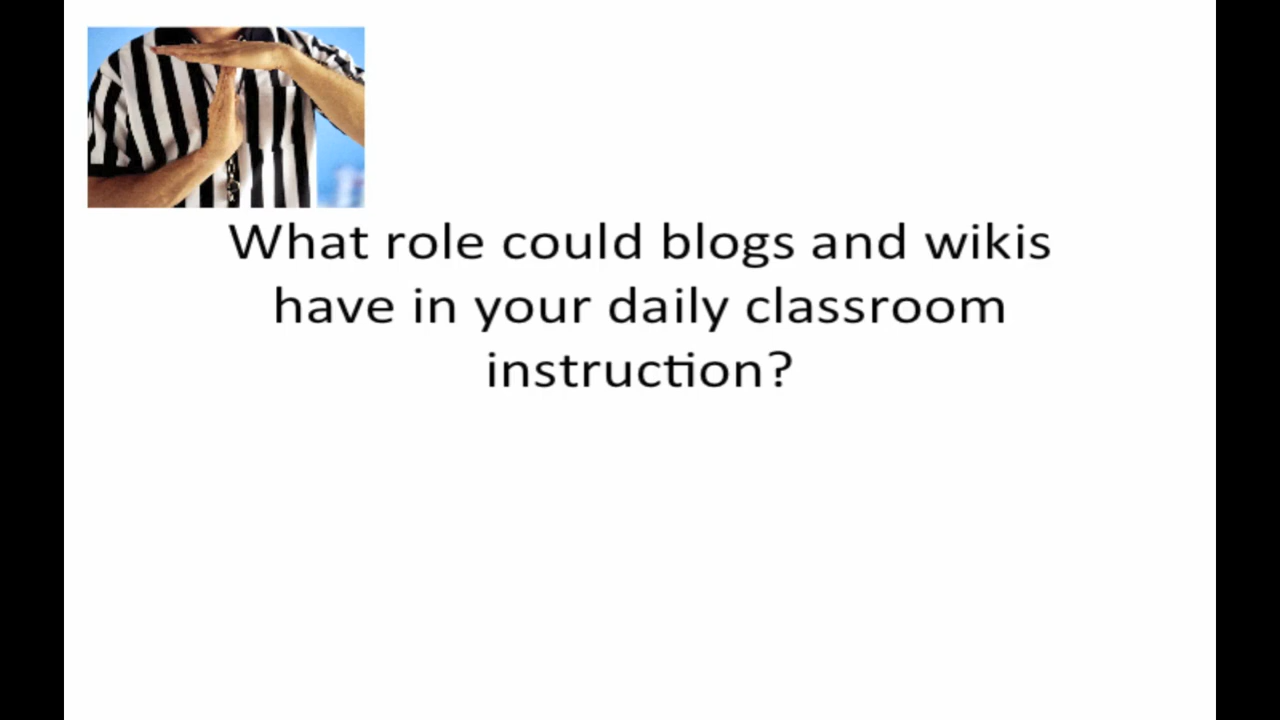 What role could blogs and wikis
have in your daily classroom
instruction?